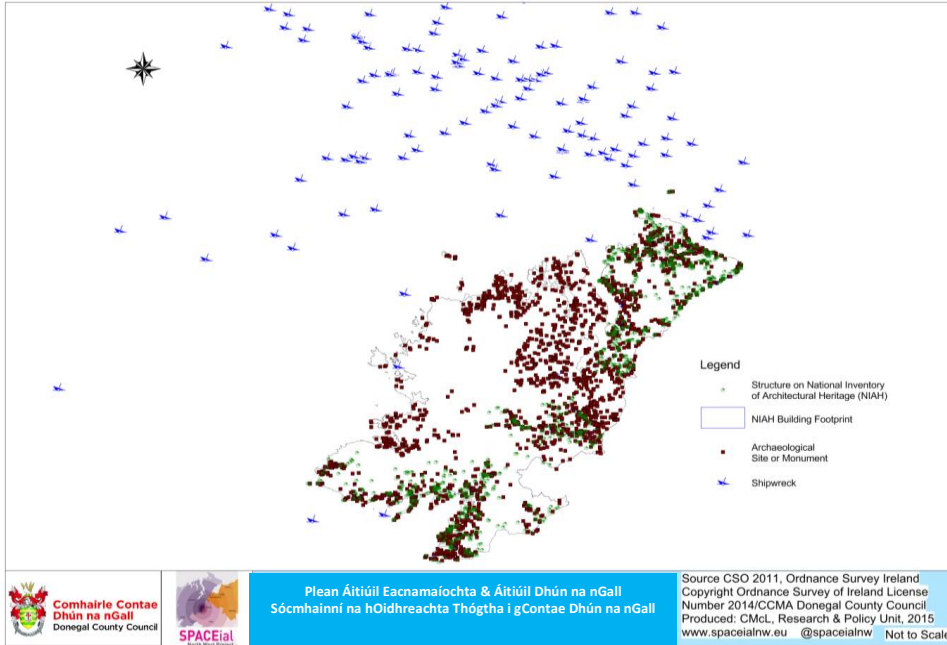 Legend
Structure on National Inventory
of Architectural Heritage (NIAH)
NIAH Building Footprint
Archaeological
Site or Monument
Shipwreck
Comhairle Contae
Dhún na nGall
Donegal County Council
SPACEial
North West Region
Plean Áitiúil Eacnamaíochta & Áitiúil Dhún na nGall
Sócmhainní na hOidhreachta Thógtha i gContae Dhún na nGall
Source CSO 2011, Ordnance Survey Ireland
Copyright Ordnance Survey of Ireland License
Number 2014/CCMA Donegal County Council
Produced: CMcL, Research & Policy Unit, 2015
www.spaceialnw.eu @spaceialnw Not to Scale